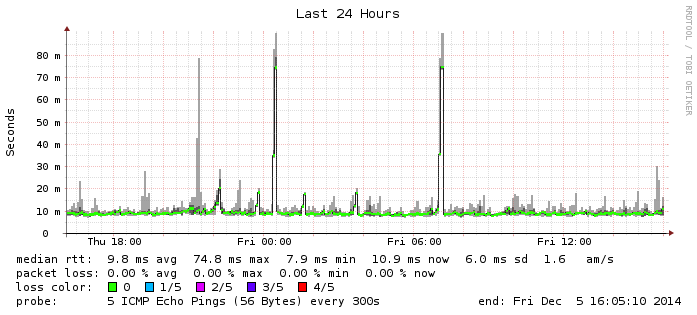 Last 24 Hours
RRDTOOL / TOBI OETIKER
Seconds
80 m
70 m
60 m
50 m
40 m
30 m
20 m
10 m
0
Thu 18:00 Fri 00:00 Fri 06:00 Fri 12:00
median rtt: 9.8 ms avg 74.8 ms max 7.9 ms min 10.9 ms now 6.0 ms sd 1.6 am/s
packet loss: 0.00 % avg 0.00 % max 0.00 % min 0.00 % now
loss color: 0 1/5 2/5 3/5 4/5
probe: 5 ICMP Echo Pings (56 Bytes) every 300s end: Fri Dec 5 16:05:10 2014